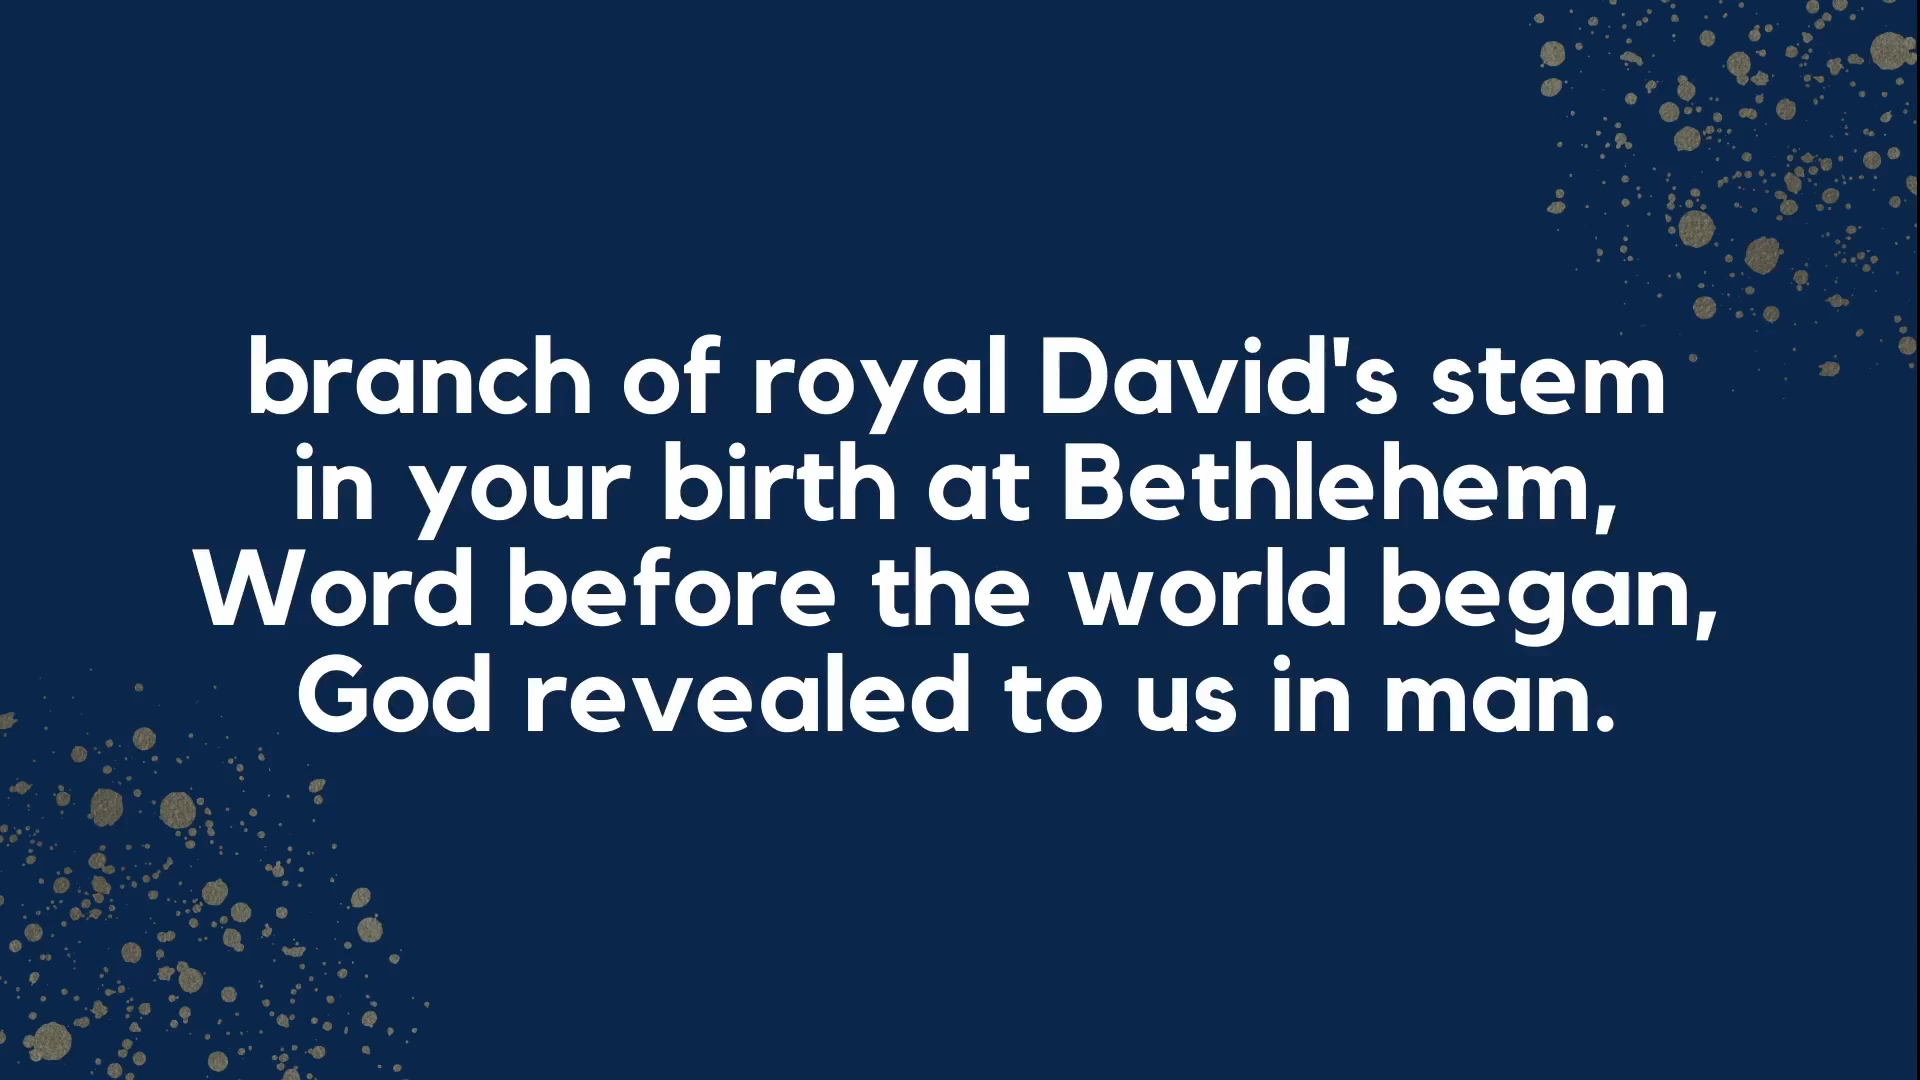 branch of royal David's stem
in your birth at Bethlehem,
Word before the world began,
God revealed to us in man.